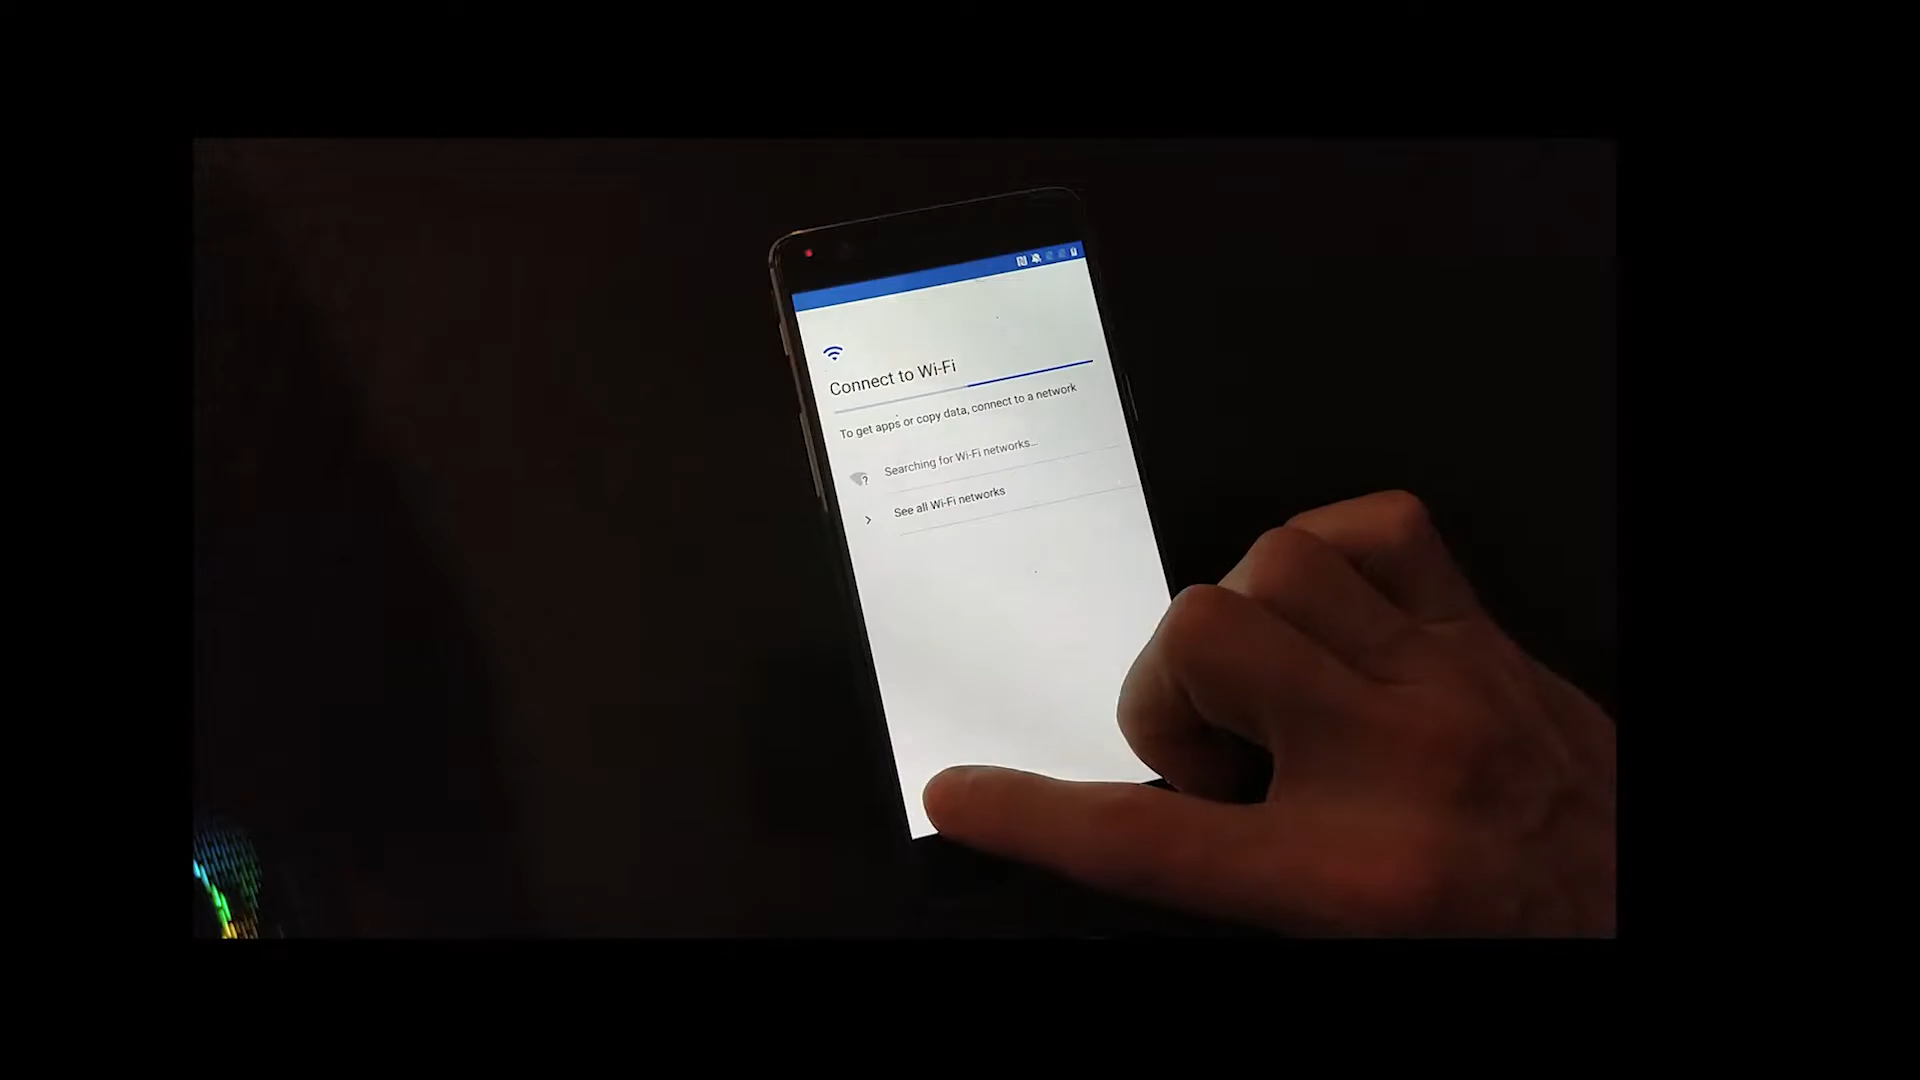 Connect to Wi-Fi
To get apps or copy data, connect to a network
Searching for Wi-Fi networks...
See all Wi-Fi networks